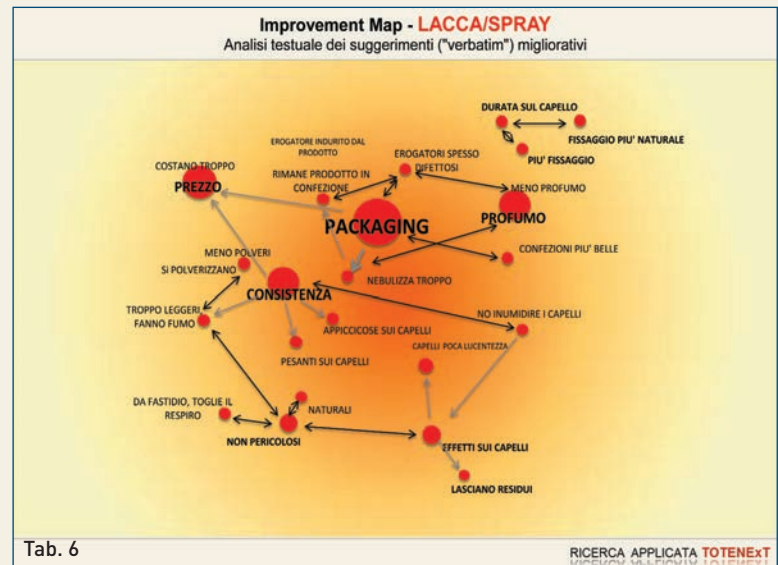 Improvement Map - LACCA/SPRAY
Analisi testuale dei suggerimenti ("verbatim") migliorativi
DURATA SUL CAPELLO
FISSAGGIO PIU' NATURALE
PIU' FISSAGGIO
EROGATORE INDURITO DAL
PRODOTTO
EROGATORI SPESSO
DIFETTOSI
COSTANO TROPPO
PREZZO
RIMANE PRODOTTO IN
CONFEZIONE
MENO PROFUMO
PROFUMO
PACKAGING
CONFEZIONI PIU' BELLE
MENO POLVERI
SI POLVERIZZANO
NEBULIZZA TROPPO
CONSISTENZA
TROPPO LEGGERI
FANNO FUMO
APPICCICOSE SUI CAPELLI
NO INUMIDIRE I CAPELLI
PESANTI SUI CAPELLI
CAPELLI POCA LUCENTEZZA
DA FASTIDIO, TOGLIE IL
RESPIRO
NATURALI
NON PERICOLOSI
EFFETTI SUI CAPELLI
LASCIANO RESIDUI
Tab. 6
RICERCA APPLICATA TOTENExT